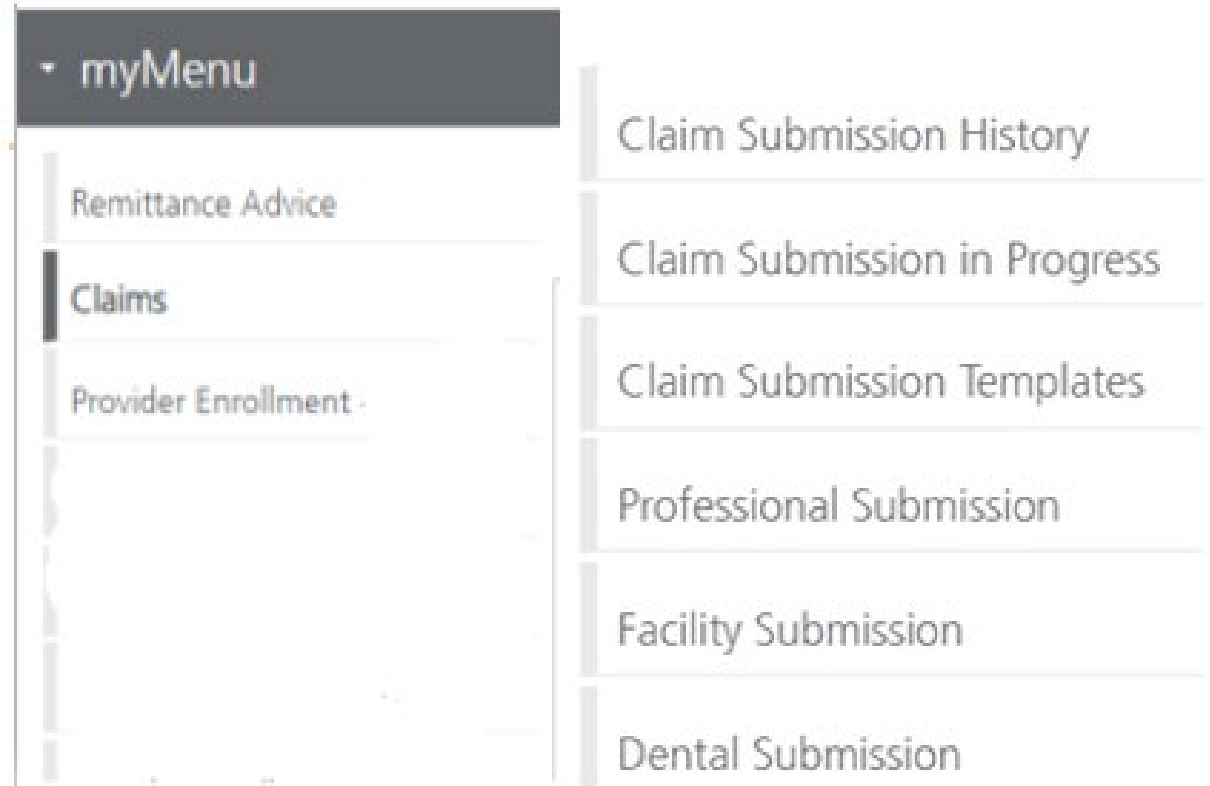 myMenu
Remittance Advice
Claims
Provider Enrollment -
Claim Submission History
Claim Submission in Progress
Claim Submission Templates
Professional Submission
Facility Submission
Dental Submission